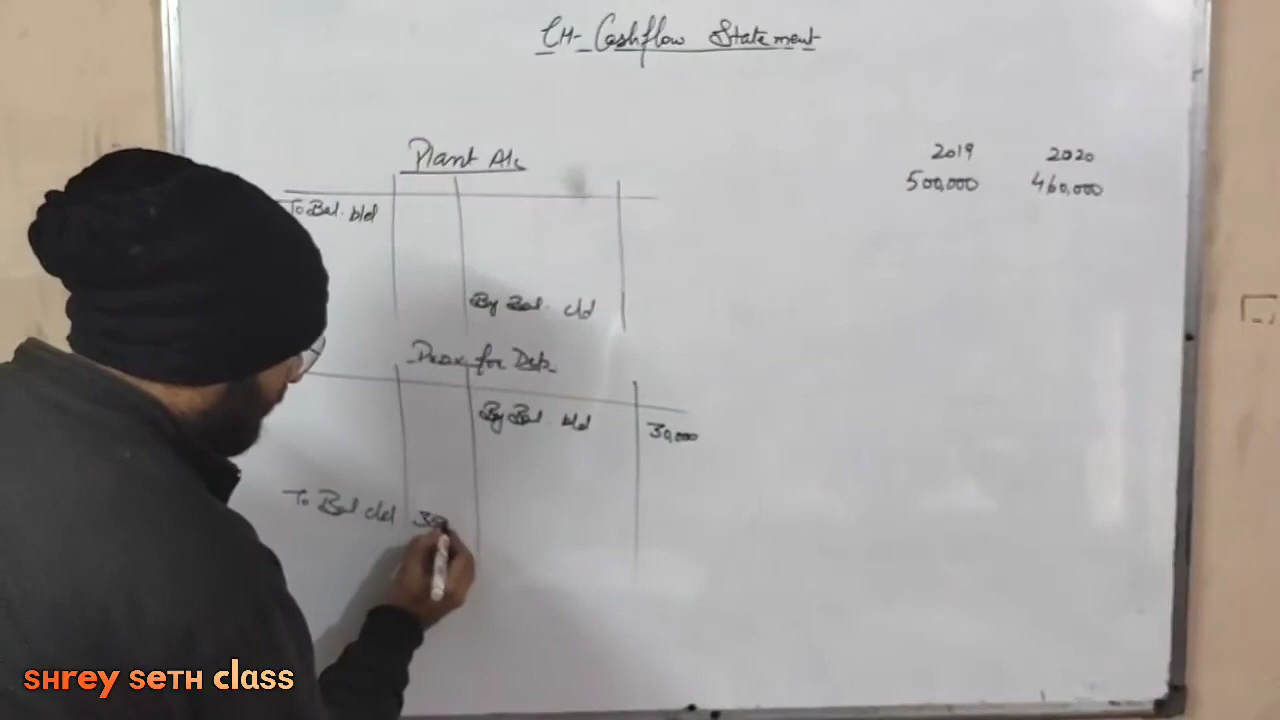 CH- Cashflow Statement
Plant A/c
2019 2020
500,000 460,000
To Bal. b/d
By Bal. c/d
Prov for Dep.
By Bal. b/d 30,000
To Bal c/d 30
SHREY SETH CLASS